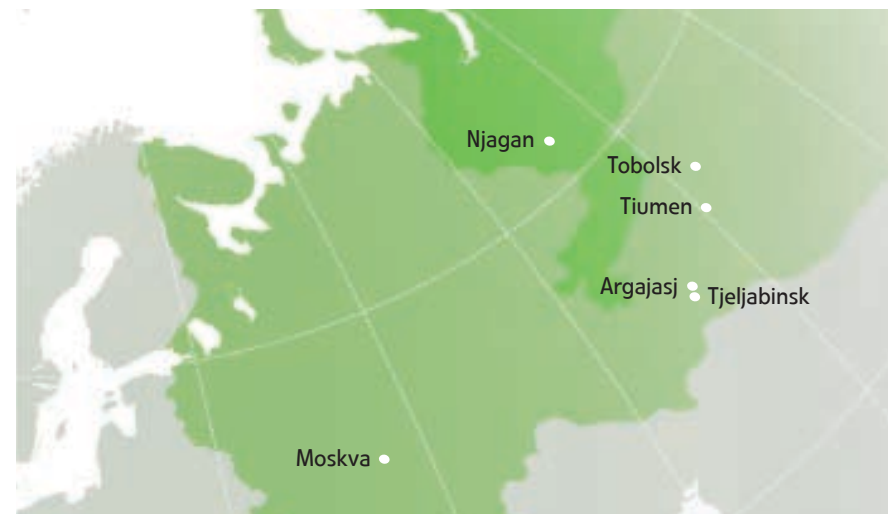 Njagan
Tobolsk
Tiumen
Argajasj
Tjeljabinsk
Moskva